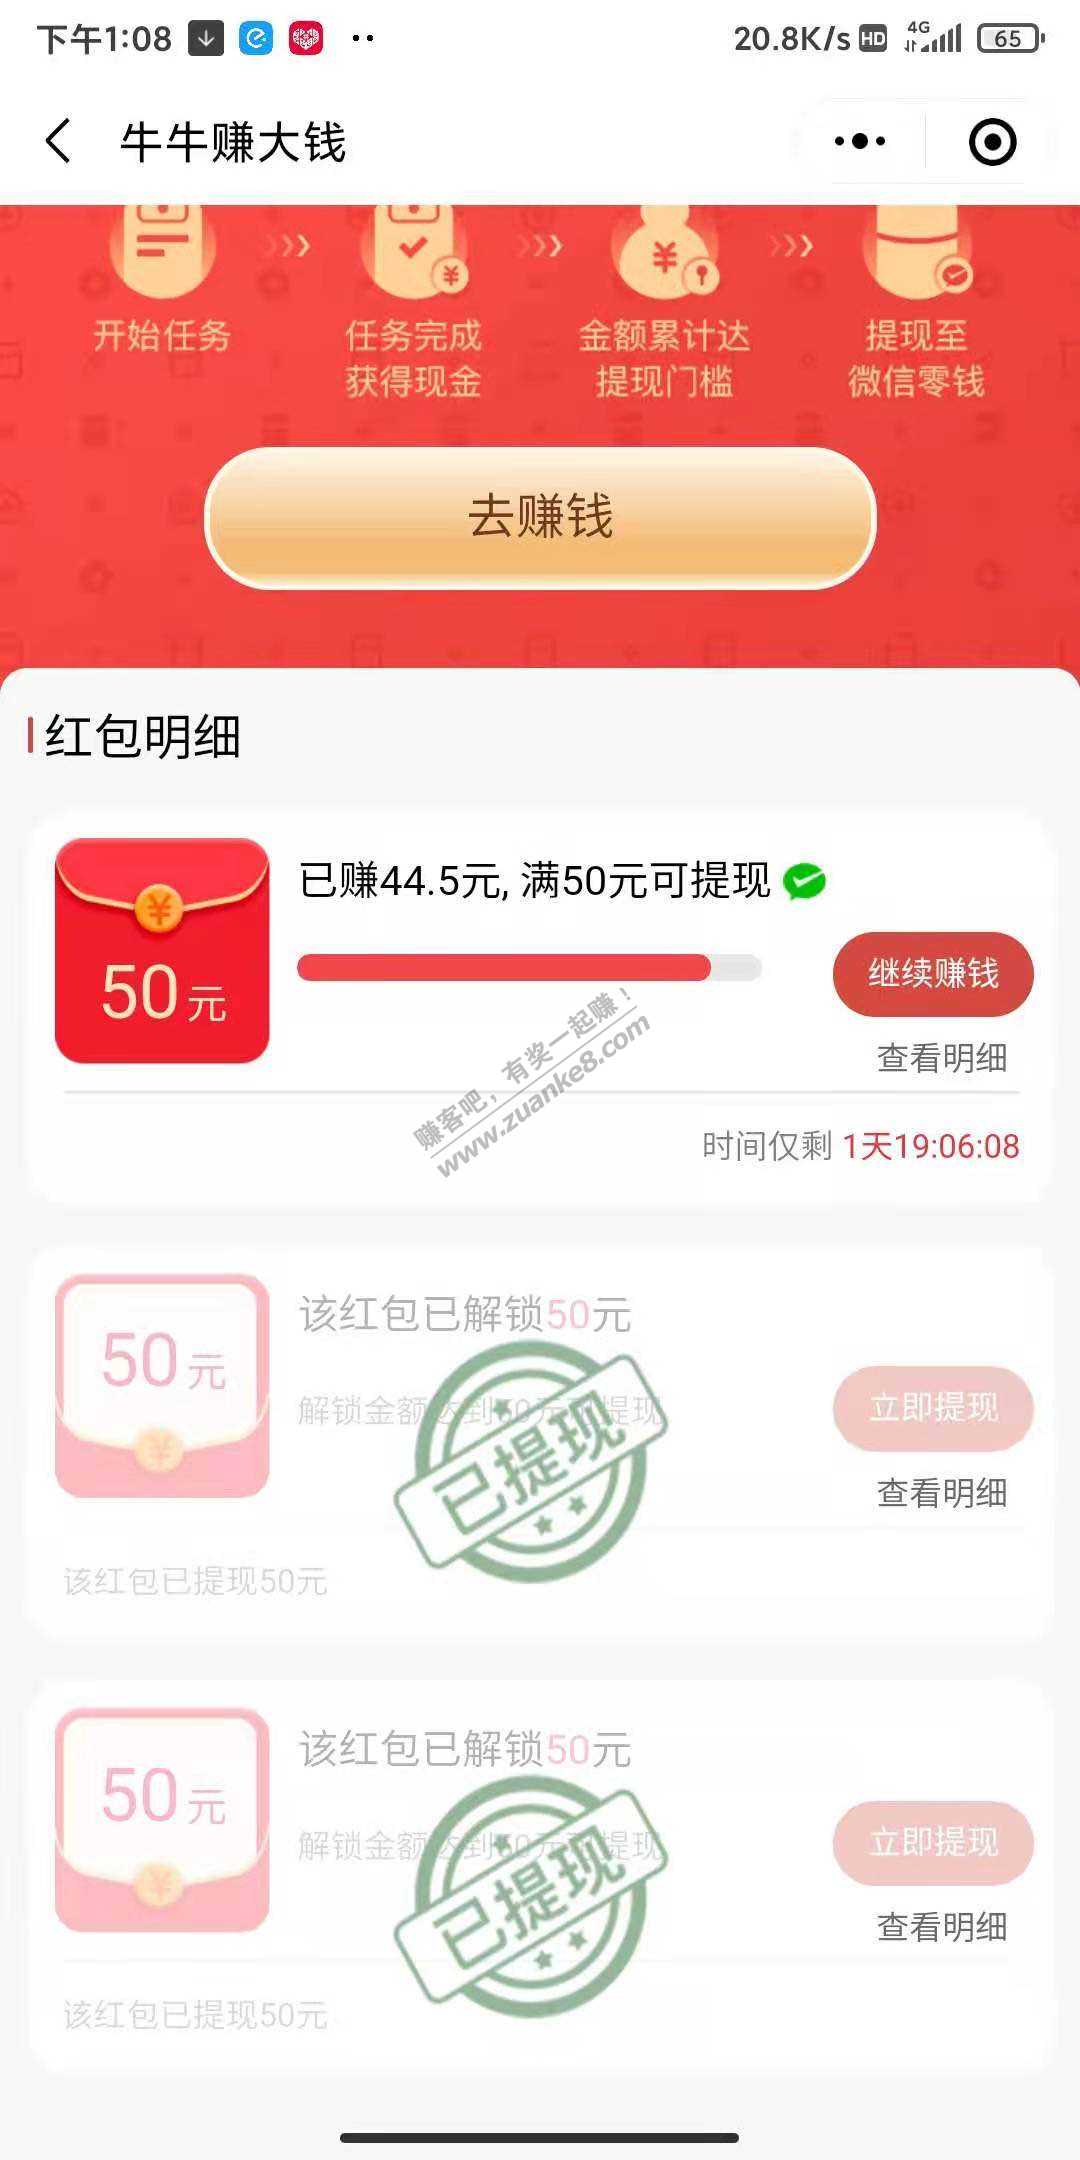 下午1:08
20.8K/s HD 4G 65
牛牛赚大钱
开始任务
任务完成
获得现金
金额累计达
提现门槛
提现至
微信零钱
去赚钱
红包明细
50元
已赚44.5元, 满50元可提现
继续赚钱
查看明细
时间仅剩 1天19:06:08
赚客吧，有奖一起赚！
www.zuanke8.com
50元
该红包已解锁50元
解锁金额达到50元可提现
已提现
立即提现
查看明细
该红包已提现50元
50元
该红包已解锁50元
解锁金额达到50元可提现
已提现
立即提现
查看明细
该红包已提现50元